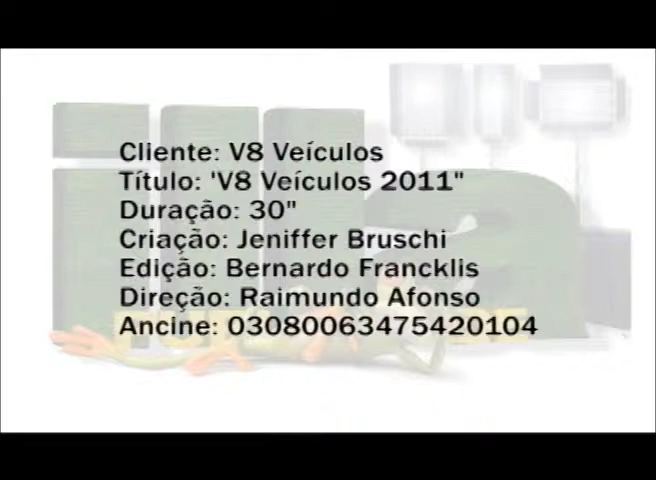 Cliente: V8 Veículos
Título: 'V8 Veículos 2011"
Duração: 30"
Criação: Jeniffer Bruschi
Edição: Bernardo Francklis
Direção: Raimundo Afonso
Ancine: 03080063475420104